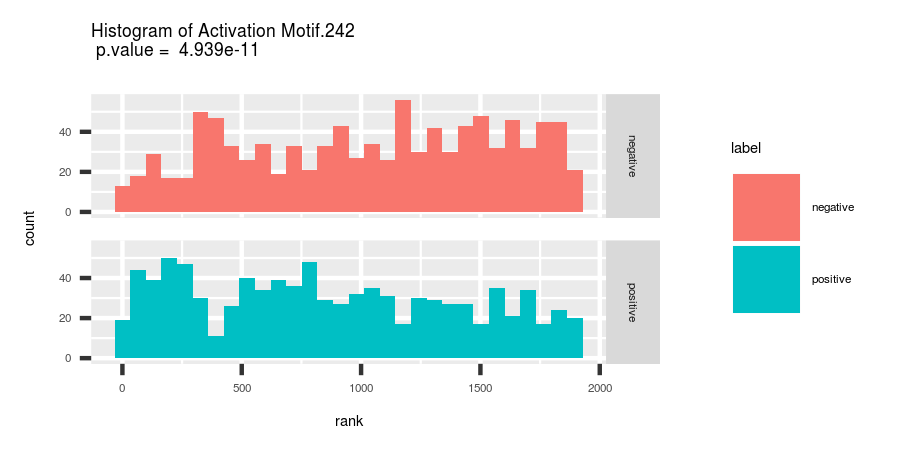 Histogram of Activation Motif.242
p.value =  4.939e-11
count
40
20
0
negative
40
20
0
positive
0
500
1000
1500
2000
rank
label
negative
positive